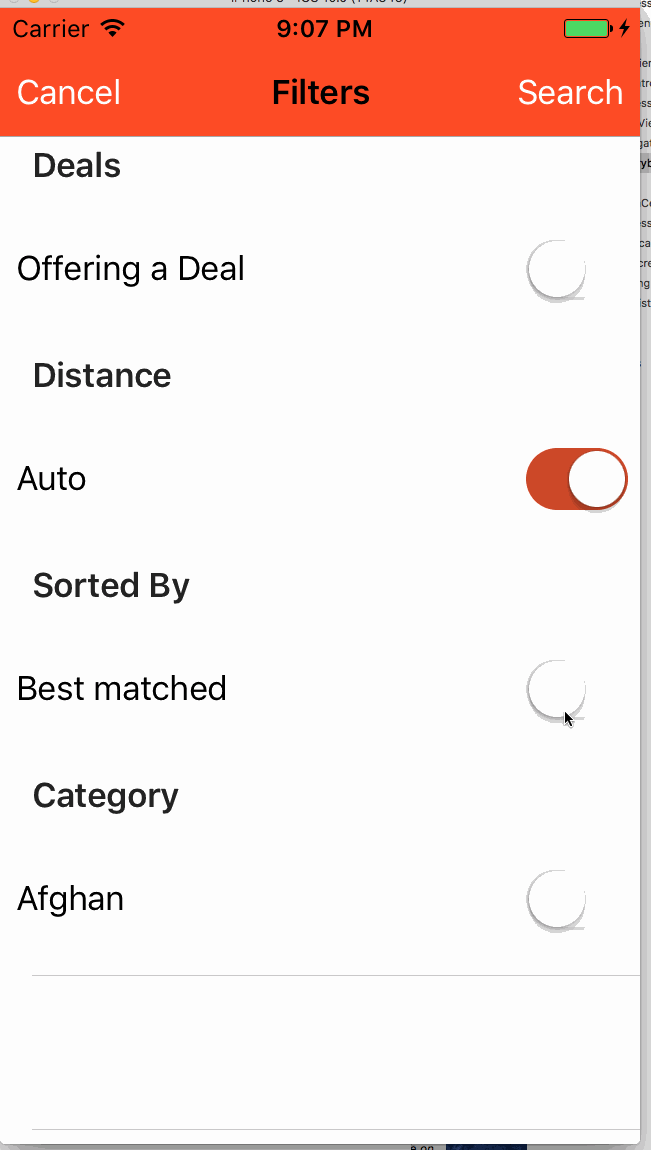 Carrier 9:07 PM
Cancel Filters Search
Deals
Offering a Deal
Distance
Auto
Sorted By
Best matched
Category
Afghan